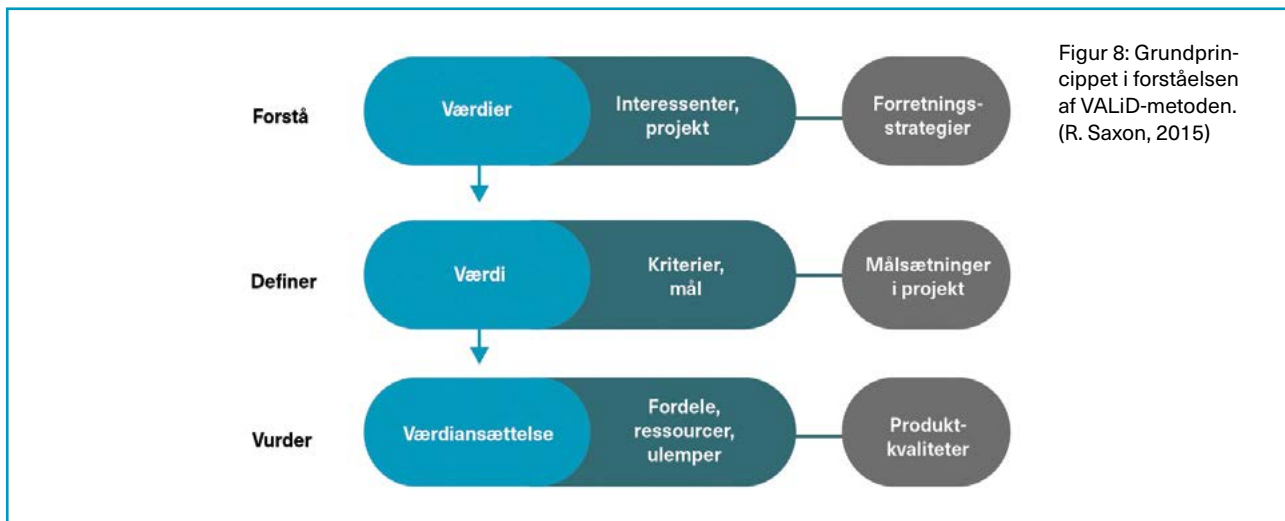 Forstå
Værdier
Interessenter,
projekt
Forretnings-
strategier
Figur 8: Grundprin-
cippet i forståelsen
af VALiD-metoden.
(R. Saxon, 2015)
Definer
Værdi
Kriterier,
mål
Målsætninger
i projekt
Vurder
Værdiansættelse
Fordele,
ressourcer,
ulemper
Produkt-
kvaliteter